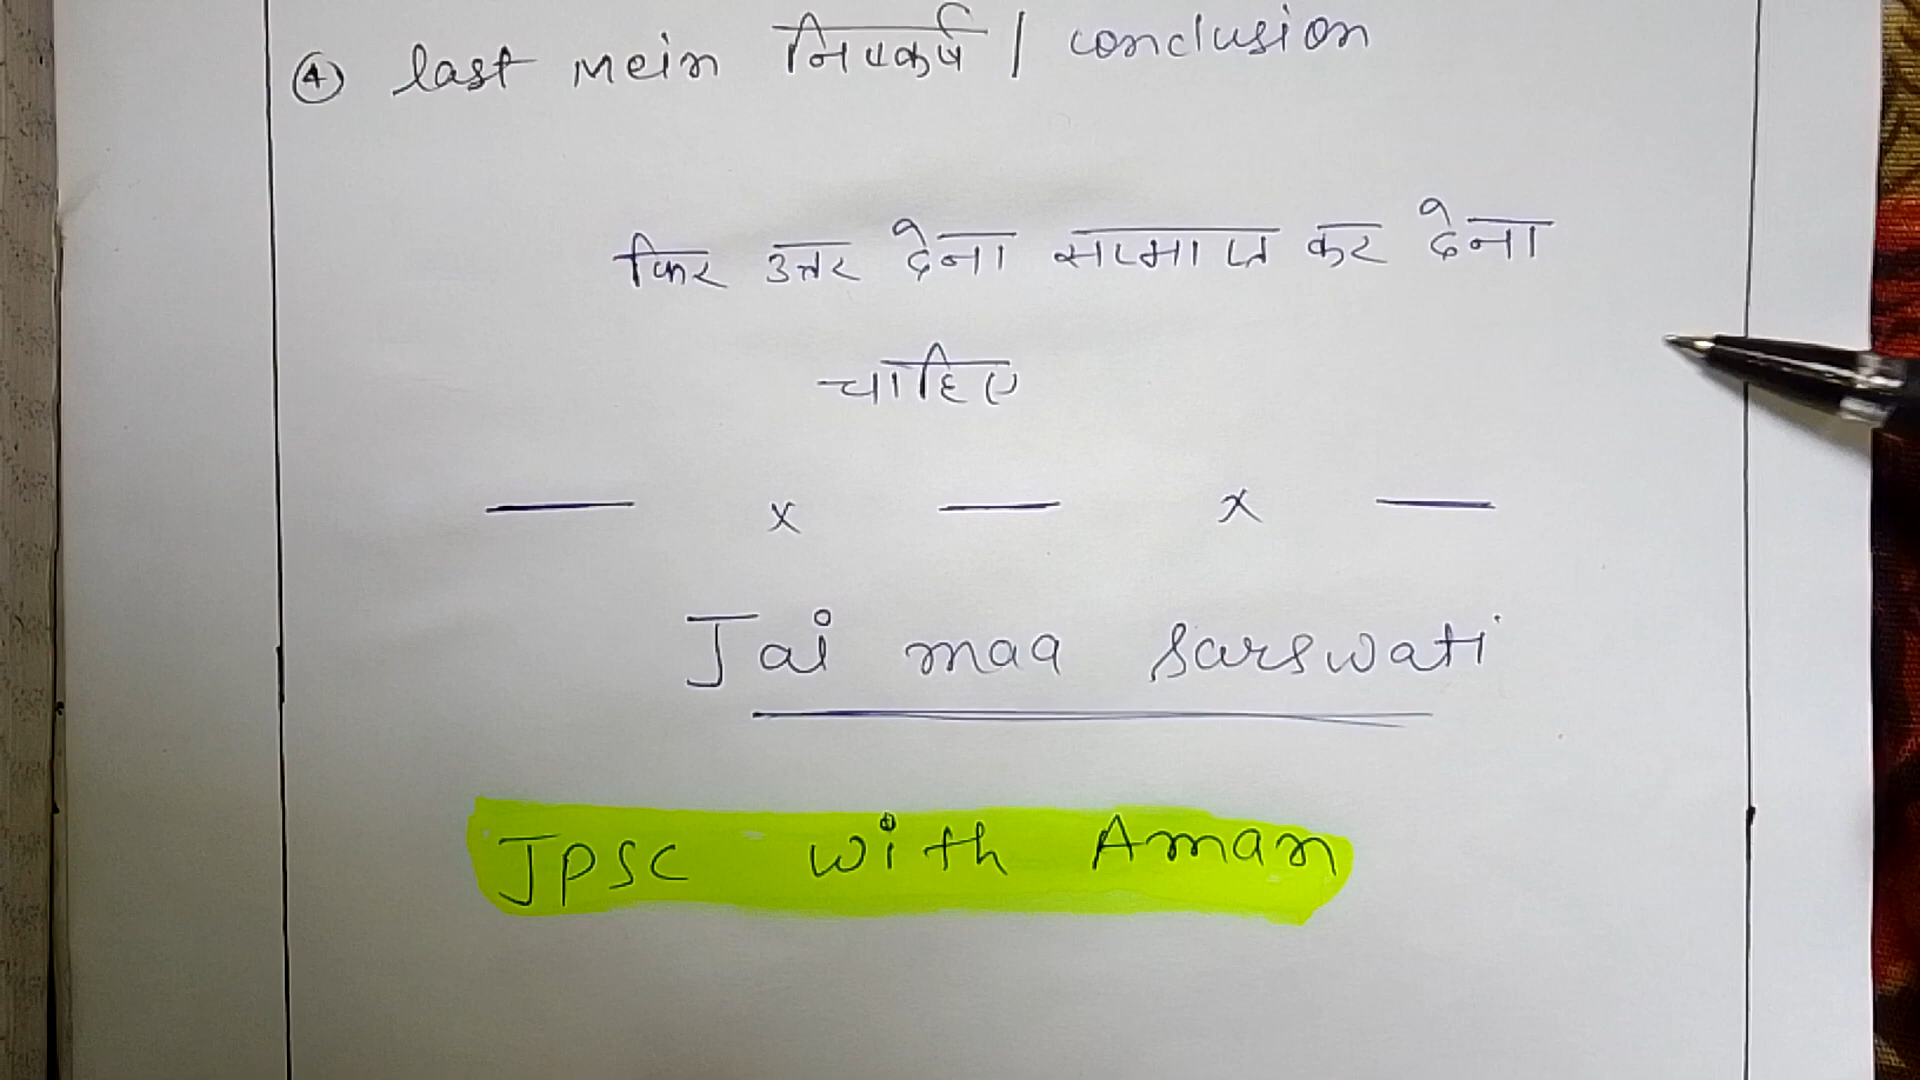 ④ last mein निष्कर्ष / conclusion
फिर उत्तर देना समाप्त कर देना
चाहिए
— x — x —
Jai maa sarswati
JPSC with Aman